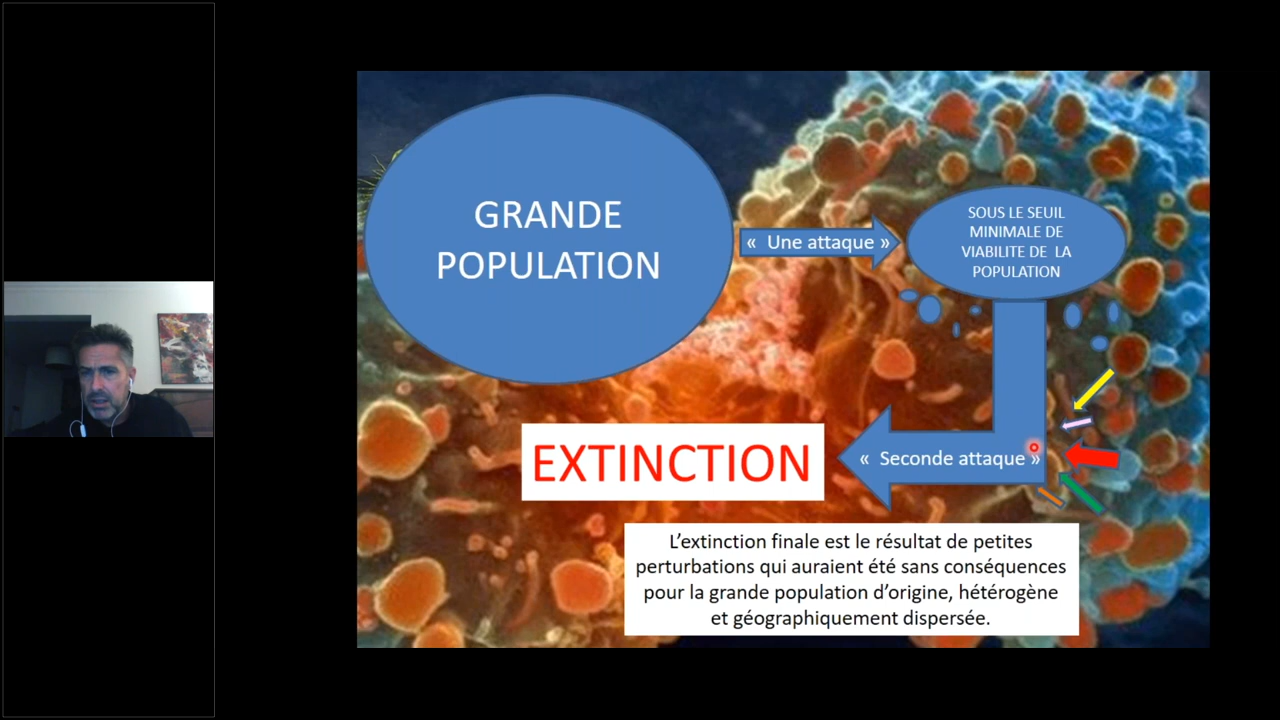 GRANDE
POPULATION
« Une attaque »
SOUS LE SEUIL
MINIMALE DE
VIABILITE DE LA
POPULATION
« Seconde attaque »
EXTINCTION
L’extinction finale est le résultat de petites
perturbations qui auraient été sans conséquences
pour la grande population d’origine, hétérogène
et géographiquement dispersée.